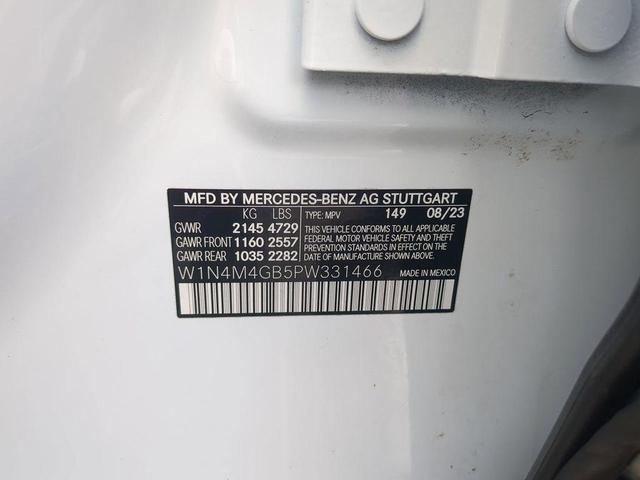 MFD BY MERCEDES-BENZ AG STUTTGART
KG LBS TYPE: MPV 149 08/23
GVWR 2145 4729
GAWR FRONT 1160 2557
GAWR REAR 1035 2282
THIS VEHICLE CONFORMS TO ALL APPLICABLE
FEDERAL MOTOR VEHICLE SAFETY AND
THEFT PREVENTION STANDARDS IN EFFECT
ON THE DATE OF MANUFACTURE SHOWN ABOVE.
W1N4M4GB5PW331466 MADE IN MEXICO